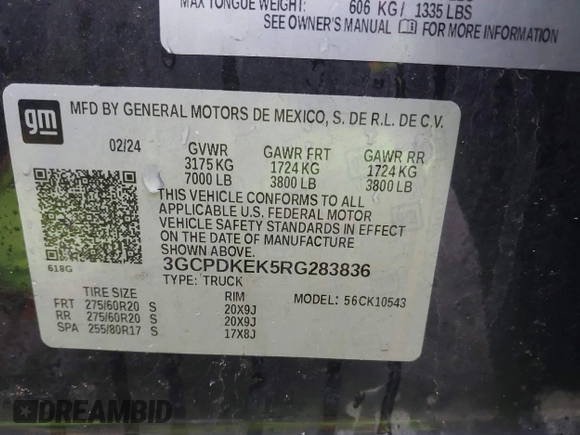 MAX TONGUE WEIGHT: 606 KG/ 1335 LBS
SEE OWNER'S MANUAL FOR MORE INFORMATION
gm
MFD BY GENERAL MOTORS DE MEXICO, S. DE R.L. DE C.V.
02/24 GVWR GAWR FRT GAWR RR
3175 KG 1724 KG 1724 KG
7000 LB 3800 LB 3800 LB
THIS VEHICLE CONFORMS TO ALL
APPLICABLE U.S. FEDERAL MOTOR
VEHICLE SAFETY STANDARDS IN EFFECT
ON THE DATE OF MANUFACTURE
SHOWN ABOVE.
618G
3GCPDKEK5RG283836
TYPE: TRUCK
TIRE SIZE RIM MODEL: 56CK10543
FRT 275/60R20 S 20X9J
RR 275/60R20 S 20X9J
SPA 255/80R17 S 17X8J
DREAMBID